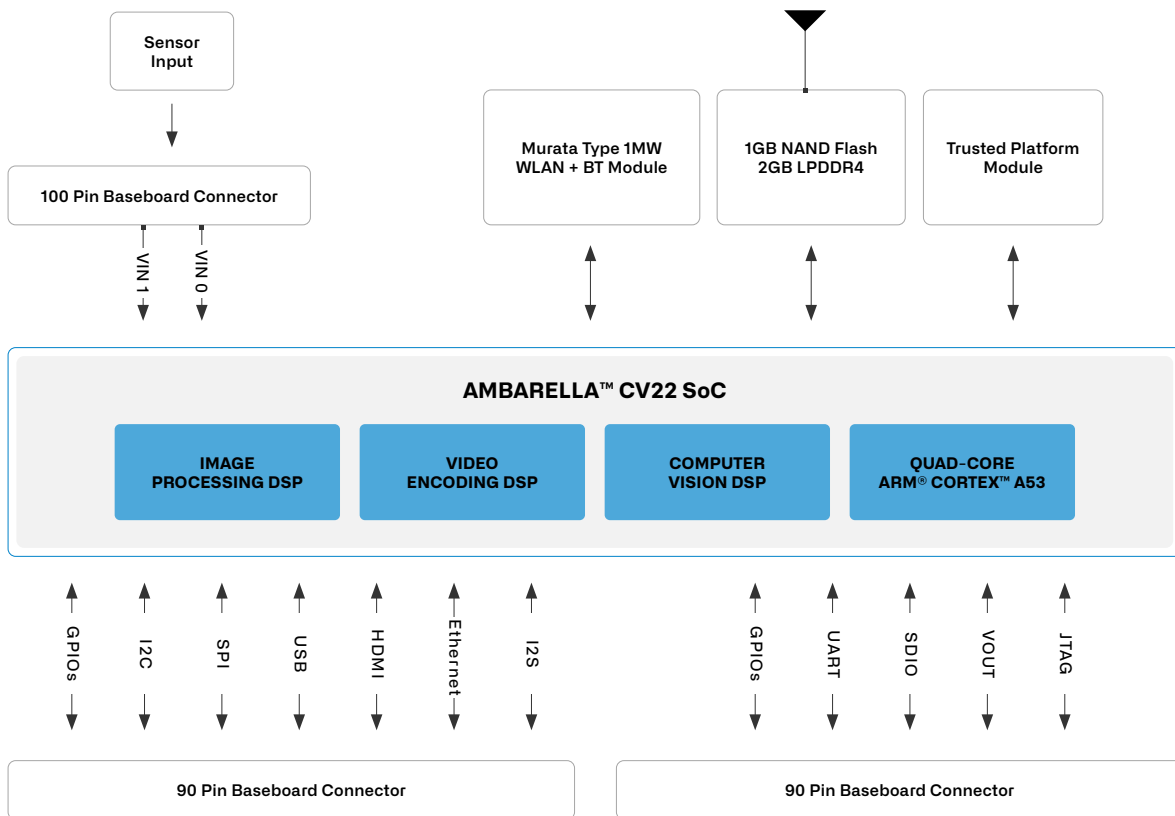 Sensor
Input
100 Pin Baseboard Connector
VIN 1
VIN 0
Murata Type 1MW
WLAN + BT Module
1GB NAND Flash
2GB LPDDR4
Trusted Platform
Module
AMBARELLA™ CV22 SoC
IMAGE
PROCESSING DSP
VIDEO
ENCODING DSP
COMPUTER
VISION DSP
QUAD-CORE
ARM® CORTEX™ A53
GPIOs
I2C
SPI
USB
HDMI
Ethernet
I2S
GPIOs
UART
SDIO
VOUT
JTAG
90 Pin Baseboard Connector
90 Pin Baseboard Connector